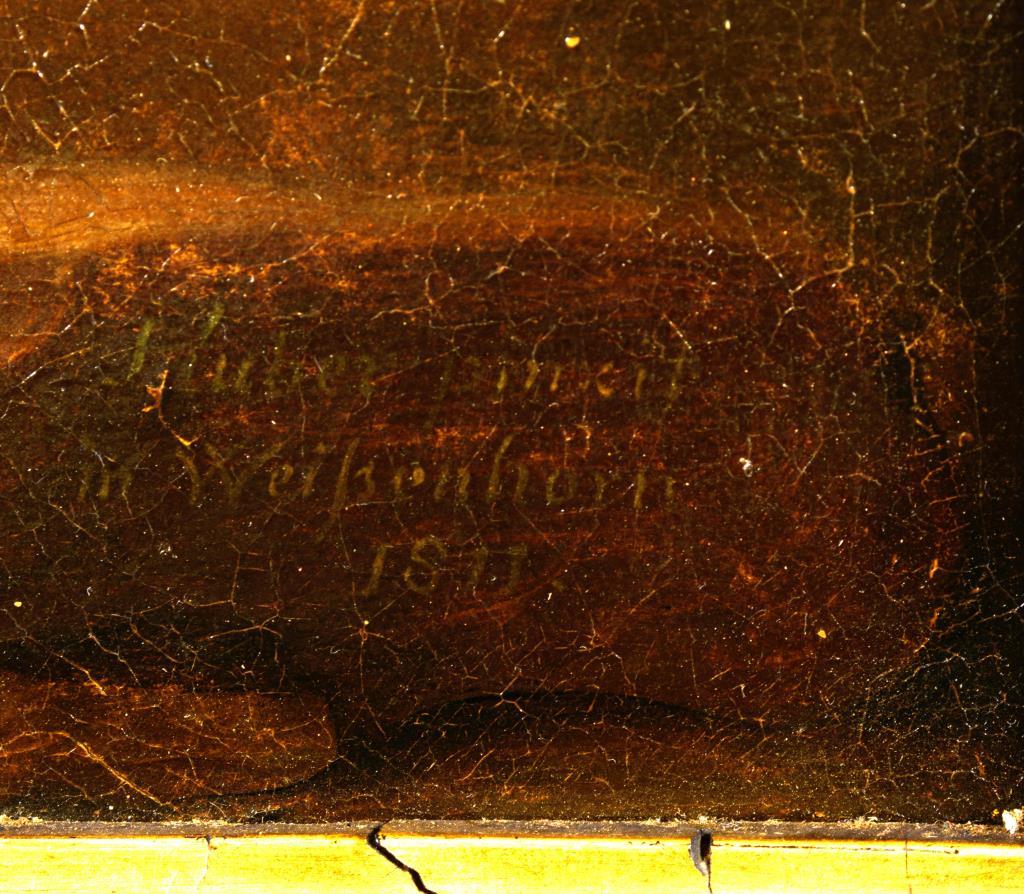 Huber pinxit
in Weißenhorn
1817.